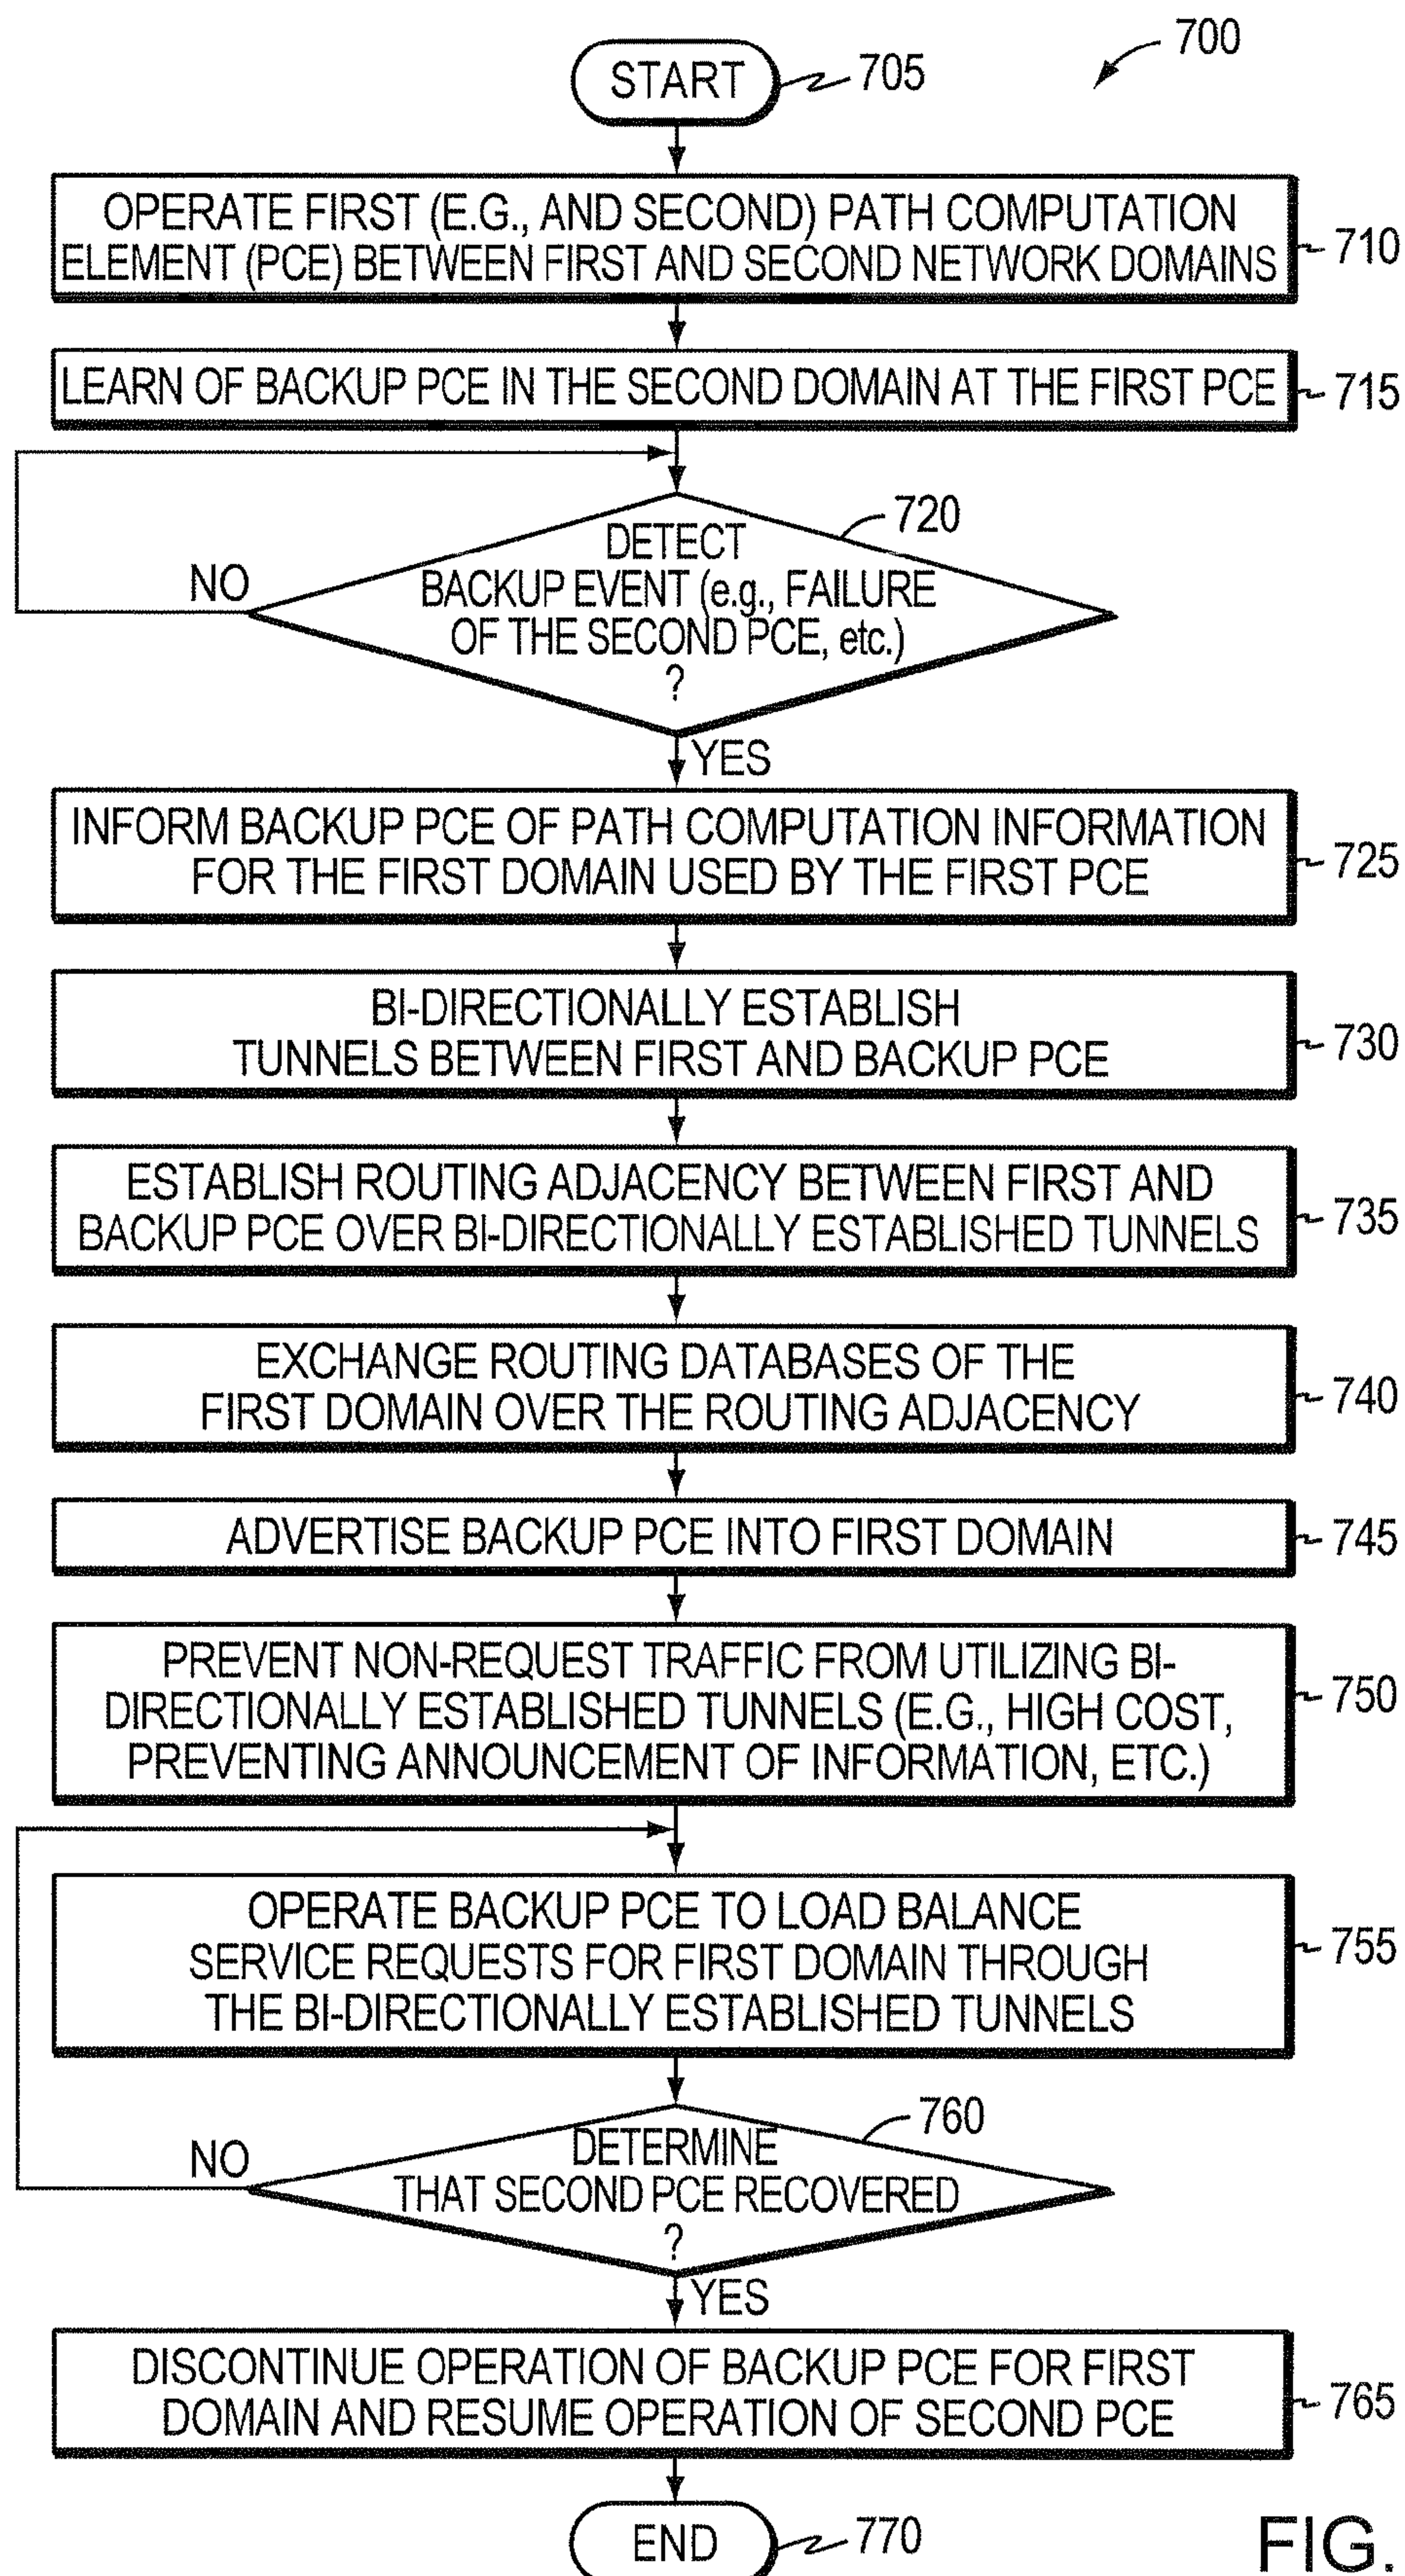 700
START
705
OPERATE FIRST (E.G., AND SECOND) PATH COMPUTATION
ELEMENT (PCE) BETWEEN FIRST AND SECOND NETWORK DOMAINS
710
LEARN OF BACKUP PCE IN THE SECOND DOMAIN AT THE FIRST PCE
715
720
DETECT
BACKUP EVENT (e.g., FAILURE
OF THE SECOND PCE, etc.)
?
NO
YES
INFORM BACKUP PCE OF PATH COMPUTATION INFORMATION
FOR THE FIRST DOMAIN USED BY THE FIRST PCE
725
BI-DIRECTIONALLY ESTABLISH
TUNNELS BETWEEN FIRST AND BACKUP PCE
730
ESTABLISH ROUTING ADJACENCY BETWEEN FIRST AND
BACKUP PCE OVER BI-DIRECTIONALLY ESTABLISHED TUNNELS
735
EXCHANGE ROUTING DATABASES OF THE
FIRST DOMAIN OVER THE ROUTING ADJACENCY
740
ADVERTISE BACKUP PCE INTO FIRST DOMAIN
745
PREVENT NON-REQUEST TRAFFIC FROM UTILIZING BI-
DIRECTIONALLY ESTABLISHED TUNNELS (E.G., HIGH COST,
PREVENTING ANNOUNCEMENT OF INFORMATION, ETC.)
750
OPERATE BACKUP PCE TO LOAD BALANCE
SERVICE REQUESTS FOR FIRST DOMAIN THROUGH
THE BI-DIRECTIONALLY ESTABLISHED TUNNELS
755
760
DETERMINE
THAT SECOND PCE RECOVERED
?
NO
YES
DISCONTINUE OPERATION OF BACKUP PCE FOR FIRST
DOMAIN AND RESUME OPERATION OF SECOND PCE
765
END
770
FIG.